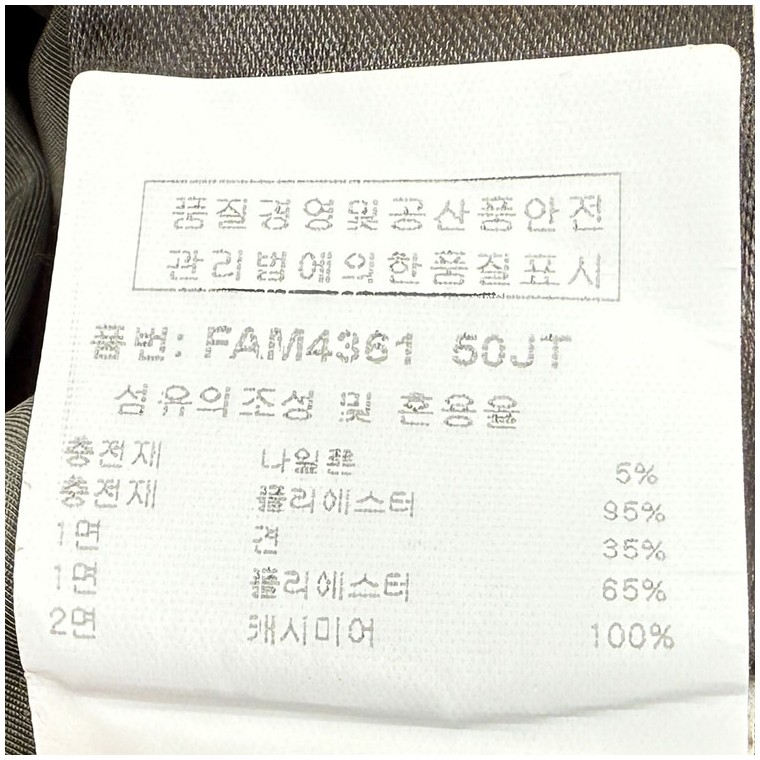 품질경영및공산품안전
관리법에의한품질표시
품번: FAM4361 50JT
섬유의조성 및 혼용율
충전재 나일론 5%
충전재 폴리에스터 95%
1면 면 35%
1면 폴리에스터 65%
2면 캐시미어 100%